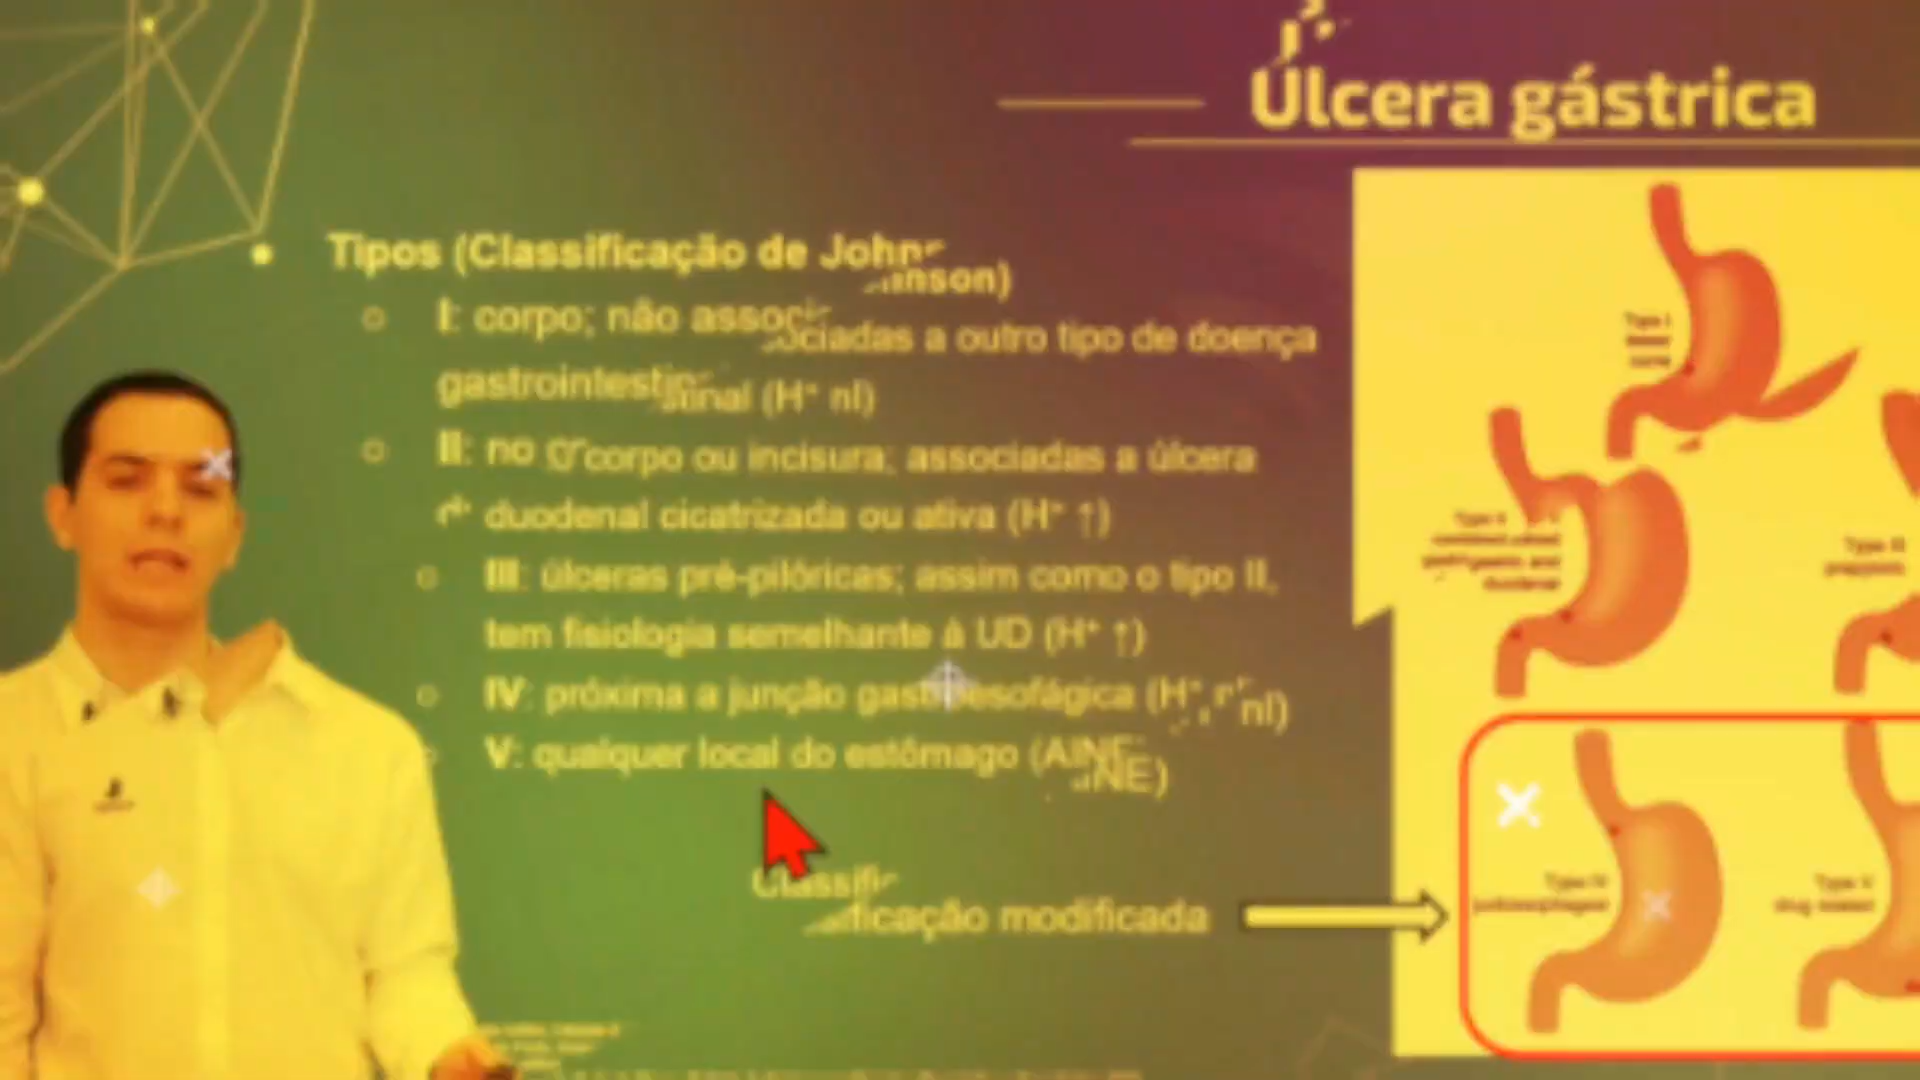 Úlcera gástrica
Tipos (Classificação de Johnson)
I: corpo; não associadas a outro tipo de doença
gastrointestinal (H⁺ nl)
II: no corpo ou incisura; associadas a úlcera
duodenal cicatrizada ou ativa (H⁺ ↑)
III: úlceras pré-pilóricas; assim como o tipo II,
tem fisiologia semelhante à UD (H⁺ ↑)
IV: próxima a junção gastroesofágica (H⁺ nl)
V: qualquer local do estômago (AINE)
Classificação modificada
Type I
Type II
duodenal
Type III
prepyloric
Type IV
Type V